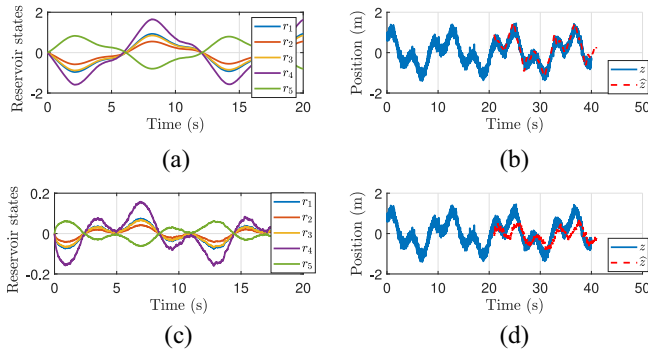 2
0
-2
Reservoir states
0 5 10 15 20
Time (s)
r1
r2
r3
r4
r5
(a)
2
0
-2
Position (m)
0 10 20 30 40 50
Time (s)
z
ẑ
(b)
0.2
0
-0.2
Reservoir states
0 5 10 15 20
Time (s)
r1
r2
r3
r4
r5
(c)
2
0
-2
Position (m)
0 10 20 30 40 50
Time (s)
z
ẑ
(d)